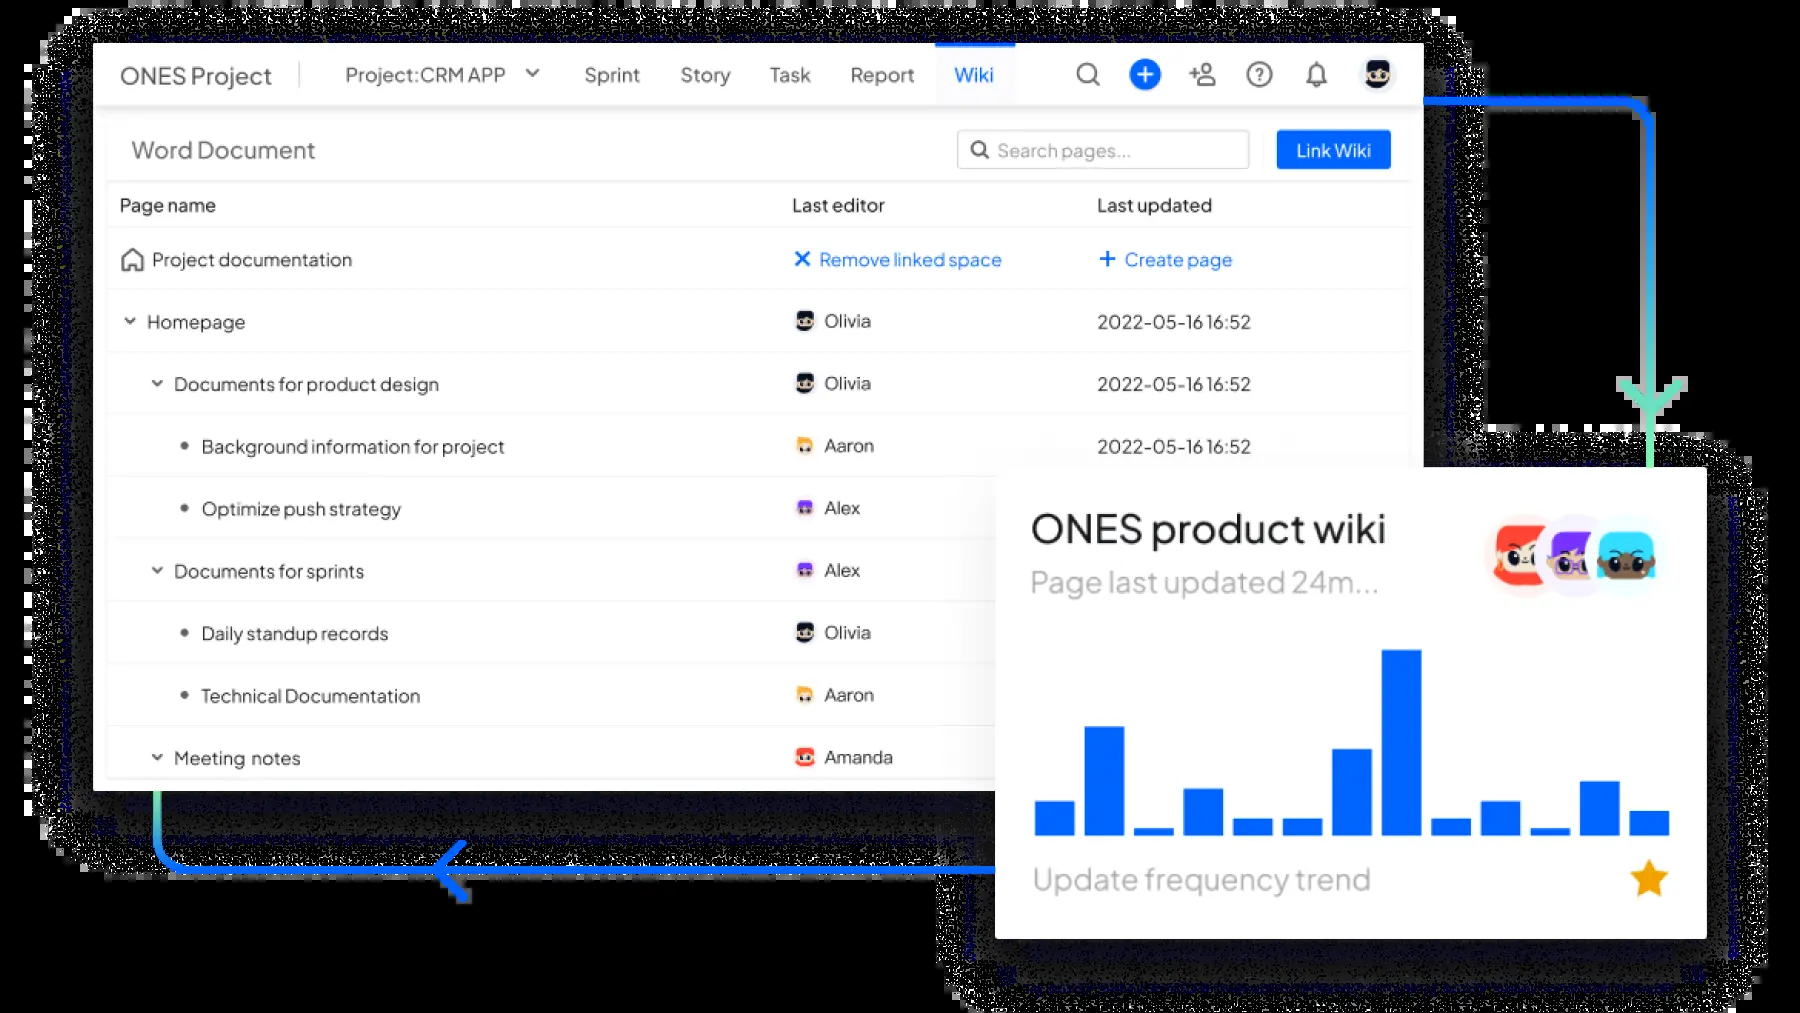 ONES Project Project:CRM APP Sprint Story Task Report Wiki
Word Document Search pages... Link Wiki
Page name Last editor Last updated
Project documentation Remove linked space Create page
Homepage Olivia 2022-05-16 16:52
Documents for product design Olivia 2022-05-16 16:52
Background information for project Aaron 2022-05-16 16:52
Optimize push strategy Alex
Documents for sprints Alex
Daily standup records Olivia
Technical Documentation Aaron
Meeting notes Amanda
ONES product wiki
Page last updated 24m...
Update frequency trend